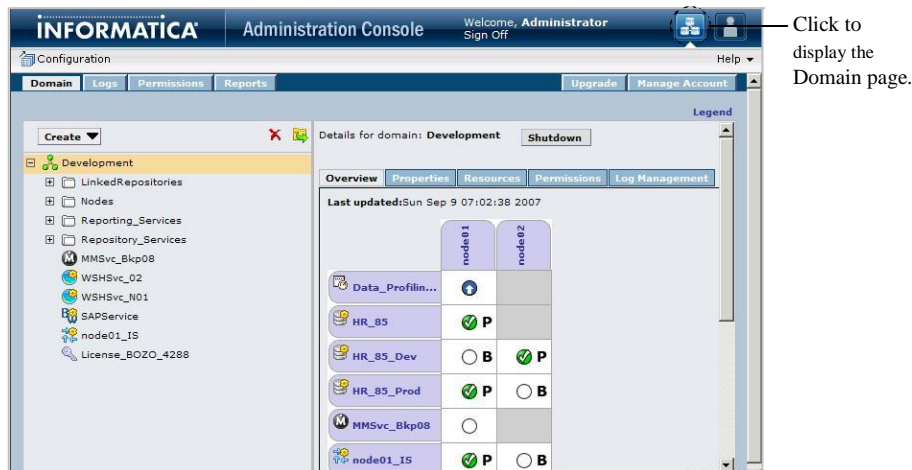 INFORMATICA
Administration Console
Welcome, Administrator
Sign Off
Click to
display the
Domain page.
Configuration
Help
Domain Logs Permissions Reports Upgrade Manage Account
Legend
Create
Details for domain: Development Shutdown
Development
LinkedRepositories
Nodes
Reporting_Services
Repository_Services
MMSvc_Bkp08
WSHSvc_02
WSHSvc_N01
SAPService
node01_IS
License_BOZO_4288
Overview Properties Resources Permissions Log Management
Last updated:Sun Sep 9 07:02:38 2007
node01 node02
Data_Profilin...
HR_85 P
HR_85_Dev B P
HR_85_Prod P B
MMSvc_Bkp08
node01_IS P B